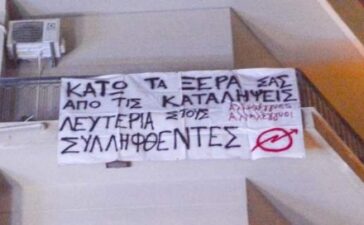 ΚΑΤΩ ΤΑ ΞΕΡΑ ΣΑΣ
ΑΠΟ ΤΙΣ ΚΑΤΑΛΗΨΕΙΣ
ΛΕΥΤΕΡΙΑ ΣΤΟΥΣ
ΣΥΛΛΗΦΘΕΝΤΕΣ